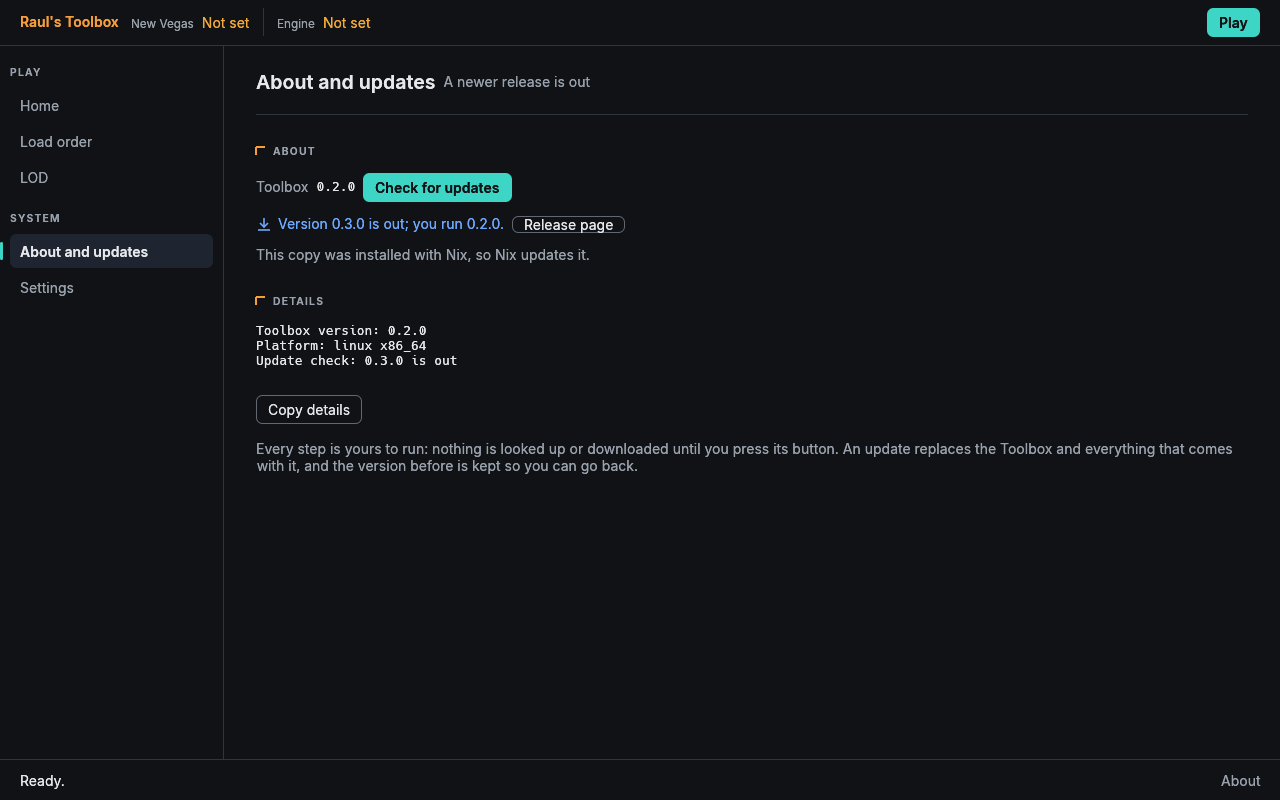 Raul's Toolbox New Vegas Not set Engine Not set Play
PLAY
Home
Load order
LOD
SYSTEM
About and updates
Settings
About and updates A newer release is out
ABOUT
Toolbox 0.2.0 Check for updates
Version 0.3.0 is out; you run 0.2.0. Release page
This copy was installed with Nix, so Nix updates it.
DETAILS
Toolbox version: 0.2.0
Platform: linux x86_64
Update check: 0.3.0 is out
Copy details
Every step is yours to run: nothing is looked up or downloaded until you press its button. An update replaces the Toolbox and everything that comes
with it, and the version before is kept so you can go back.
Ready. About